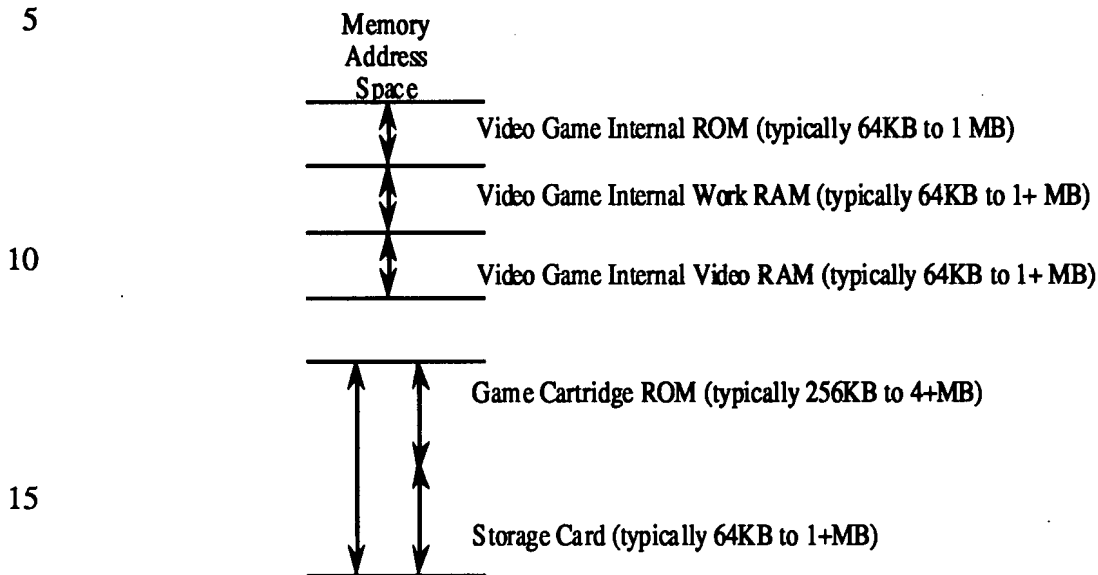 5
Memory
Address
Space
Video Game Internal ROM (typically 64KB to 1 MB)
Video Game Internal Work RAM (typically 64KB to 1+ MB)
10
Video Game Internal Video RAM (typically 64KB to 1+ MB)
Game Cartridge ROM (typically 256KB to 4+MB)
15
Storage Card (typically 64KB to 1+MB)